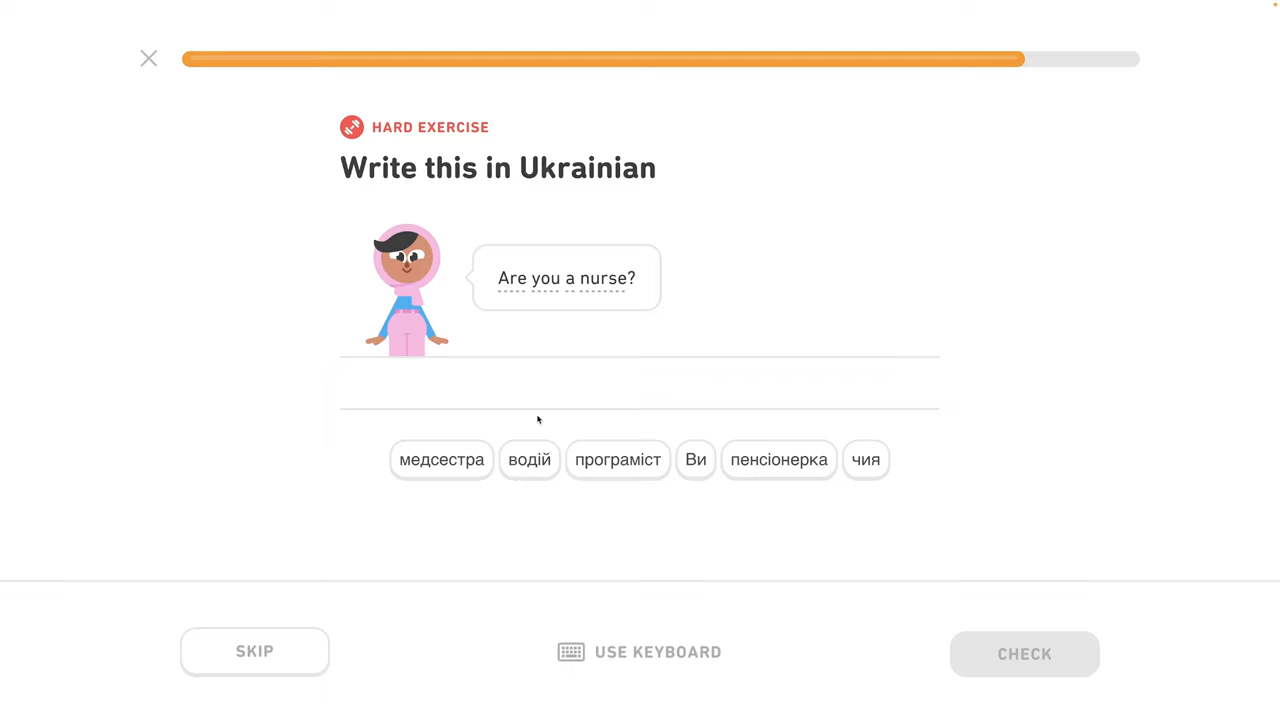 HARD EXERCISE
Write this in Ukrainian
Are you a nurse?
медсестра водій програміст Ви пенсіонерка чия
SKIP USE KEYBOARD CHECK